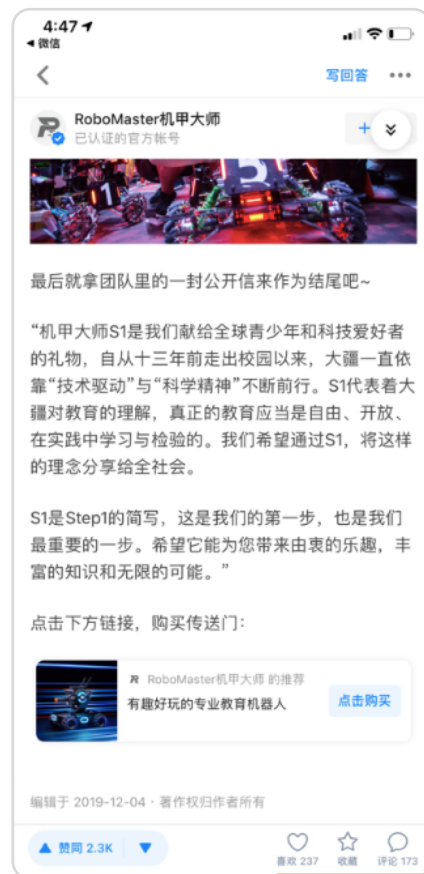 4:47
微信
写回答
RoboMaster机甲大师
已认证的官方帐号
1
5
最后就拿团队里的一封公开信来作为结尾吧~
“机甲大师S1是我们献给全球青少年和科技爱好者
的礼物，自从十三年前走出校园以来，大疆一直依
靠“技术驱动”与“科学精神”不断前行。S1代表着大
疆对教育的理解，真正的教育应当是自由、开放、
在实践中学习与检验的。我们希望通过S1，将这样
的理念分享给全社会。
S1是Step1的简写，这是我们的第一步，也是我们
最重要的一步。希望它能为您带来由衷的乐趣，丰
富的知识和无限的可能。”
点击下方链接，购买传送门：
RoboMaster机甲大师 的推荐
有趣好玩的专业教育机器人
点击购买
编辑于 2019-12-04 · 著作权归作者所有
赞同 2.3K
喜欢 237
收藏
评论 173